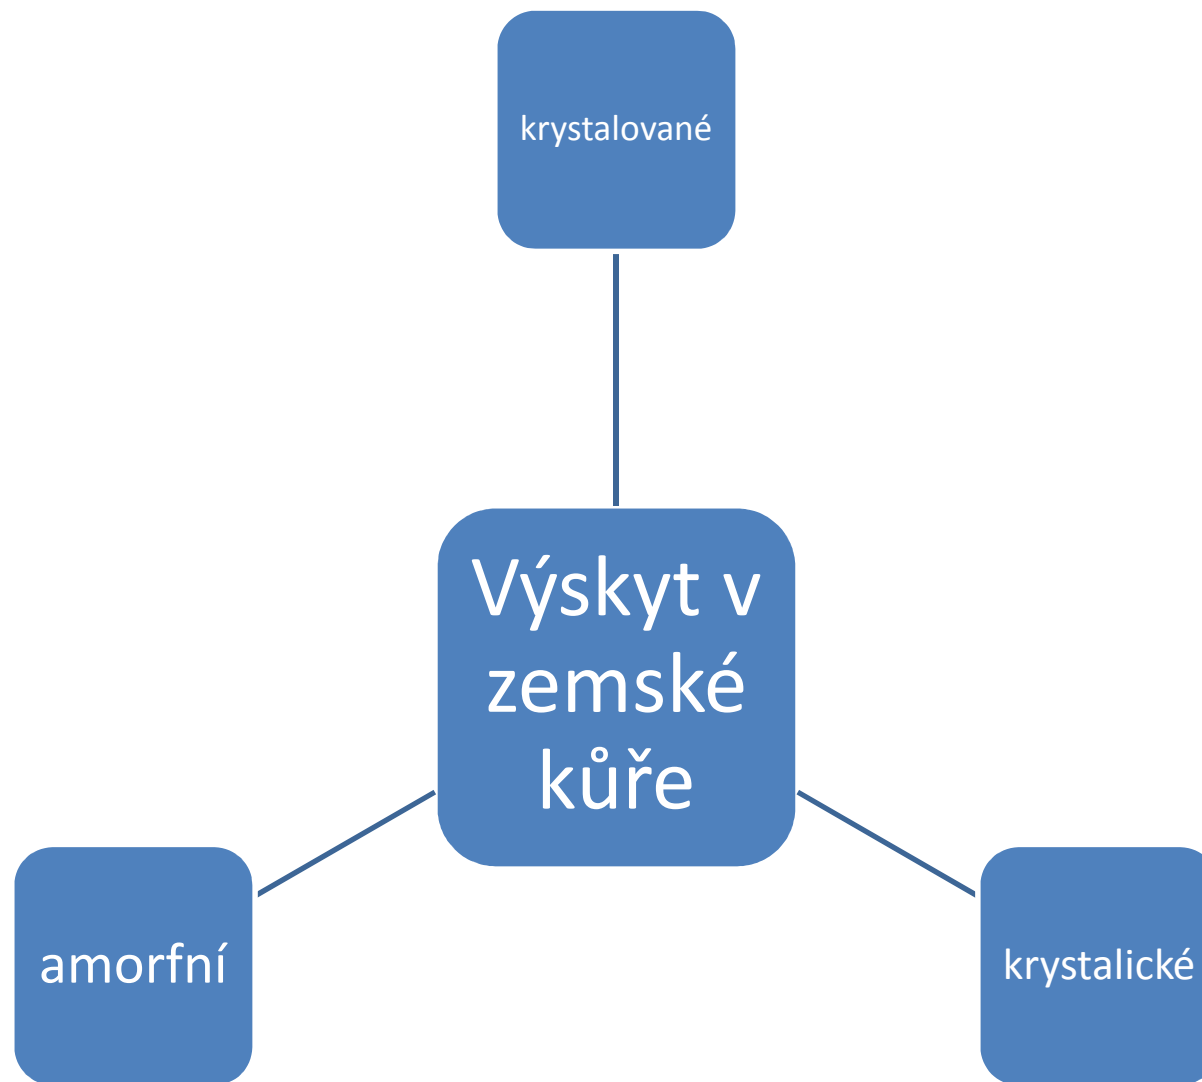 krystalované
Výskyt v
zemské
kůře
amorfní
krystalické